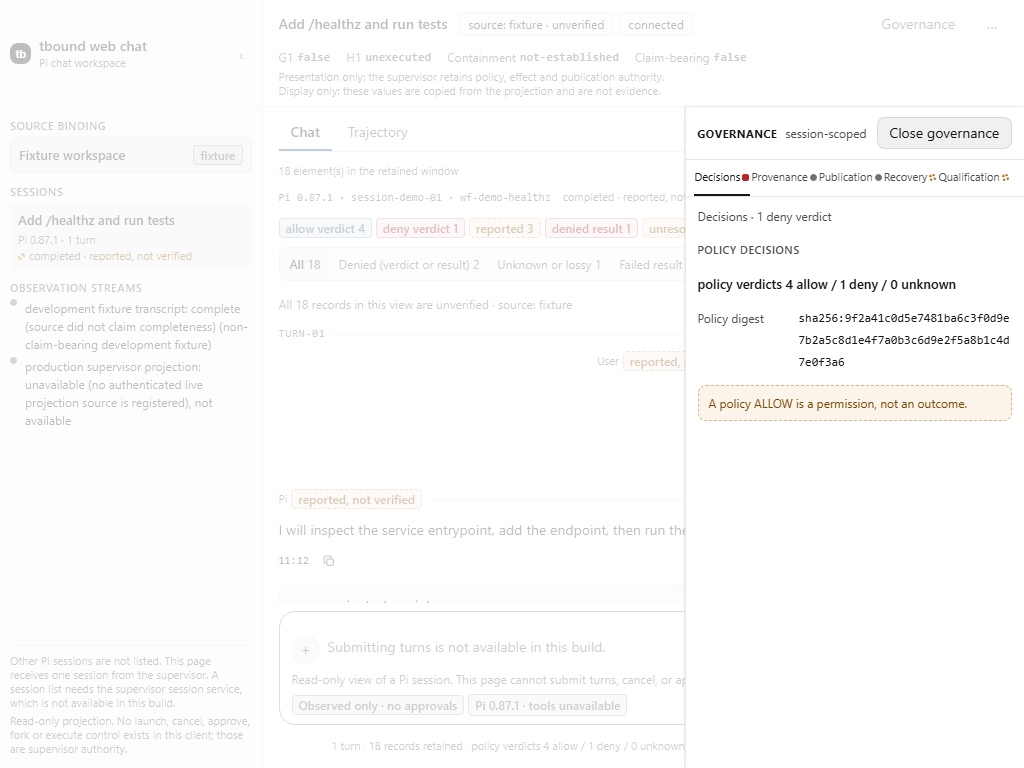 tb
tbound web chat
Pi chat workspace
‹
SOURCE BINDING
Fixture workspace
fixture
SESSIONS
Add /healthz and run tests
Pi 0.87.1 · 1 turn
completed · reported, not verified
OBSERVATION STREAMS
development fixture transcript: complete
(source did not claim completeness) (non-
claim-bearing development fixture)
production supervisor projection:
unavailable (no authenticated live
projection source is registered), not
available
Other Pi sessions are not listed. This page
receives one session from the supervisor. A
session list needs the supervisor session service,
which is not available in this build.
Read-only projection. No launch, cancel, approve,
fork or execute control exists in this client; those
are supervisor authority.
Add /healthz and run tests
source: fixture · unverified
connected
Governance
...
G1 false H1 unexecuted Containment not-established Claim-bearing false
Presentation only: the supervisor retains policy, effect and publication authority.
Display only: these values are copied from the projection and are not evidence.
Chat
Trajectory
18 element(s) in the retained window
Pi 0.87.1 · session-demo-01 · wf-demo-healthz completed · reported, not
allow verdict 4
deny verdict 1
reported 3
denied result 1
unreso
All 18
Denied (verdict or result) 2
Unknown or lossy 1
Failed result
All 18 records in this view are unverified · source: fixture
TURN-01
User reported,
Pi reported, not verified
I will inspect the service entrypoint, add the endpoint, then run the
11:12
+
Submitting turns is not available in this build.
Read-only view of a Pi session. This page cannot submit turns, cancel, or ap
Observed only · no approvals
Pi 0.87.1 · tools unavailable
1 turn · 18 records retained · policy verdicts 4 allow / 1 deny / 0 unknown
GOVERNANCE session-scoped
Close governance
Decisions
Provenance
Publication
Recovery
Qualification
Decisions · 1 deny verdict
POLICY DECISIONS
policy verdicts 4 allow / 1 deny / 0 unknown
Policy digest
sha256:9f2a41c0d5e7481ba6c3f0d9e
7b2a5c8d1e4f7a0b3c6d9e2f5a8b1c4d
7e0f3a6
A policy ALLOW is a permission, not an outcome.